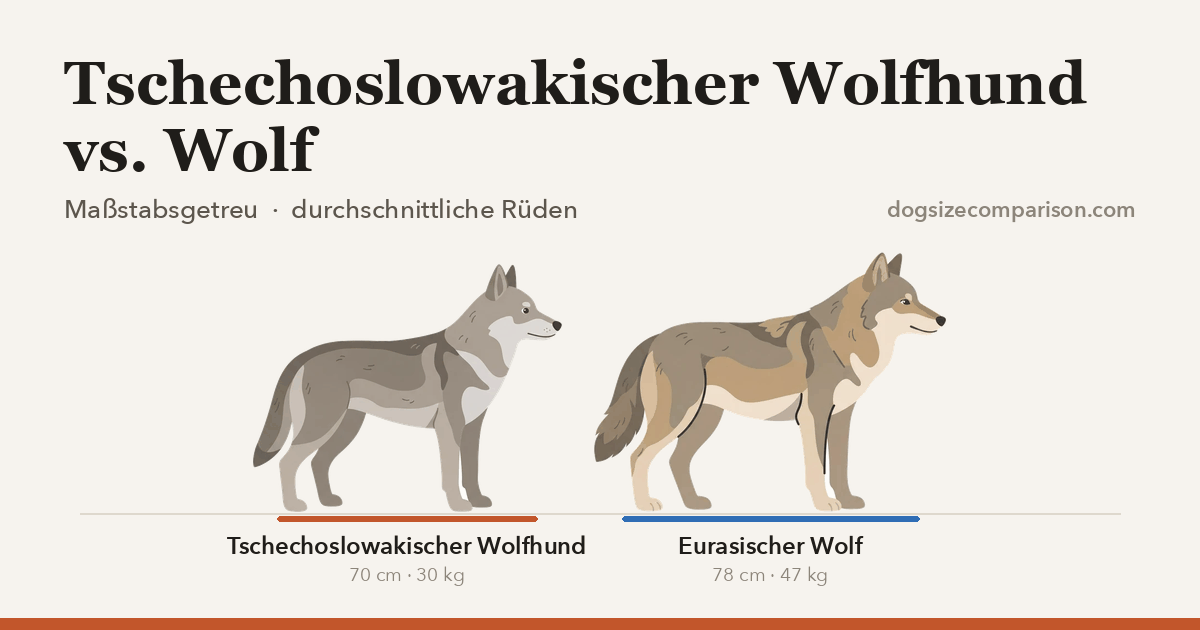 Tschechoslowakischer Wolfhund
vs. Wolf
Maßstabsgetreu · durchschnittliche Rüden
dogsizecomparison.com
Tschechoslowakischer Wolfhund
70 cm · 30 kg
Eurasischer Wolf
78 cm · 47 kg